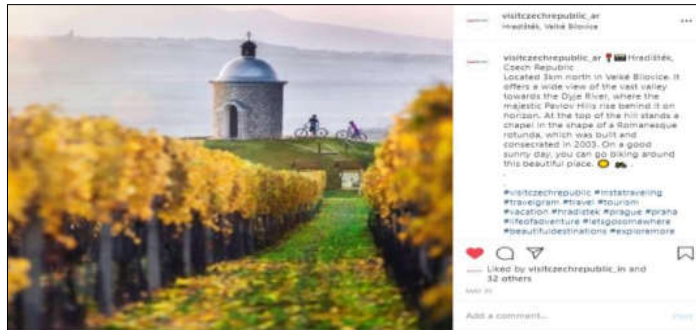 visitczechrepublic_ar
Hradištěk, Velké Bílovice
visitczechrepublic_ar Hradištěk,
Czech Republic
Located 3km north in Velké Bílovice. It
offers a wide view of the vast valley
towards the Dyje River, where the
majestic Pavlov Hills rise behind it on
horizon. At the top of the hill stands a
chapel in the shape of a Romanesque
rotunda, which was built and
consecrated in 2003. On a good
sunny day, you can go biking around
this beautiful place.
.
.
#visitczechrepublic #instatraveling
#travelgram #travel #tourism
#vacation #hradistek #prague #praha
#lifeofadventure #letsgosomewhere
#beautifuldestinations #exploremore
Liked by visitczechrepublic_in and
32 others
Add a comment...
Post